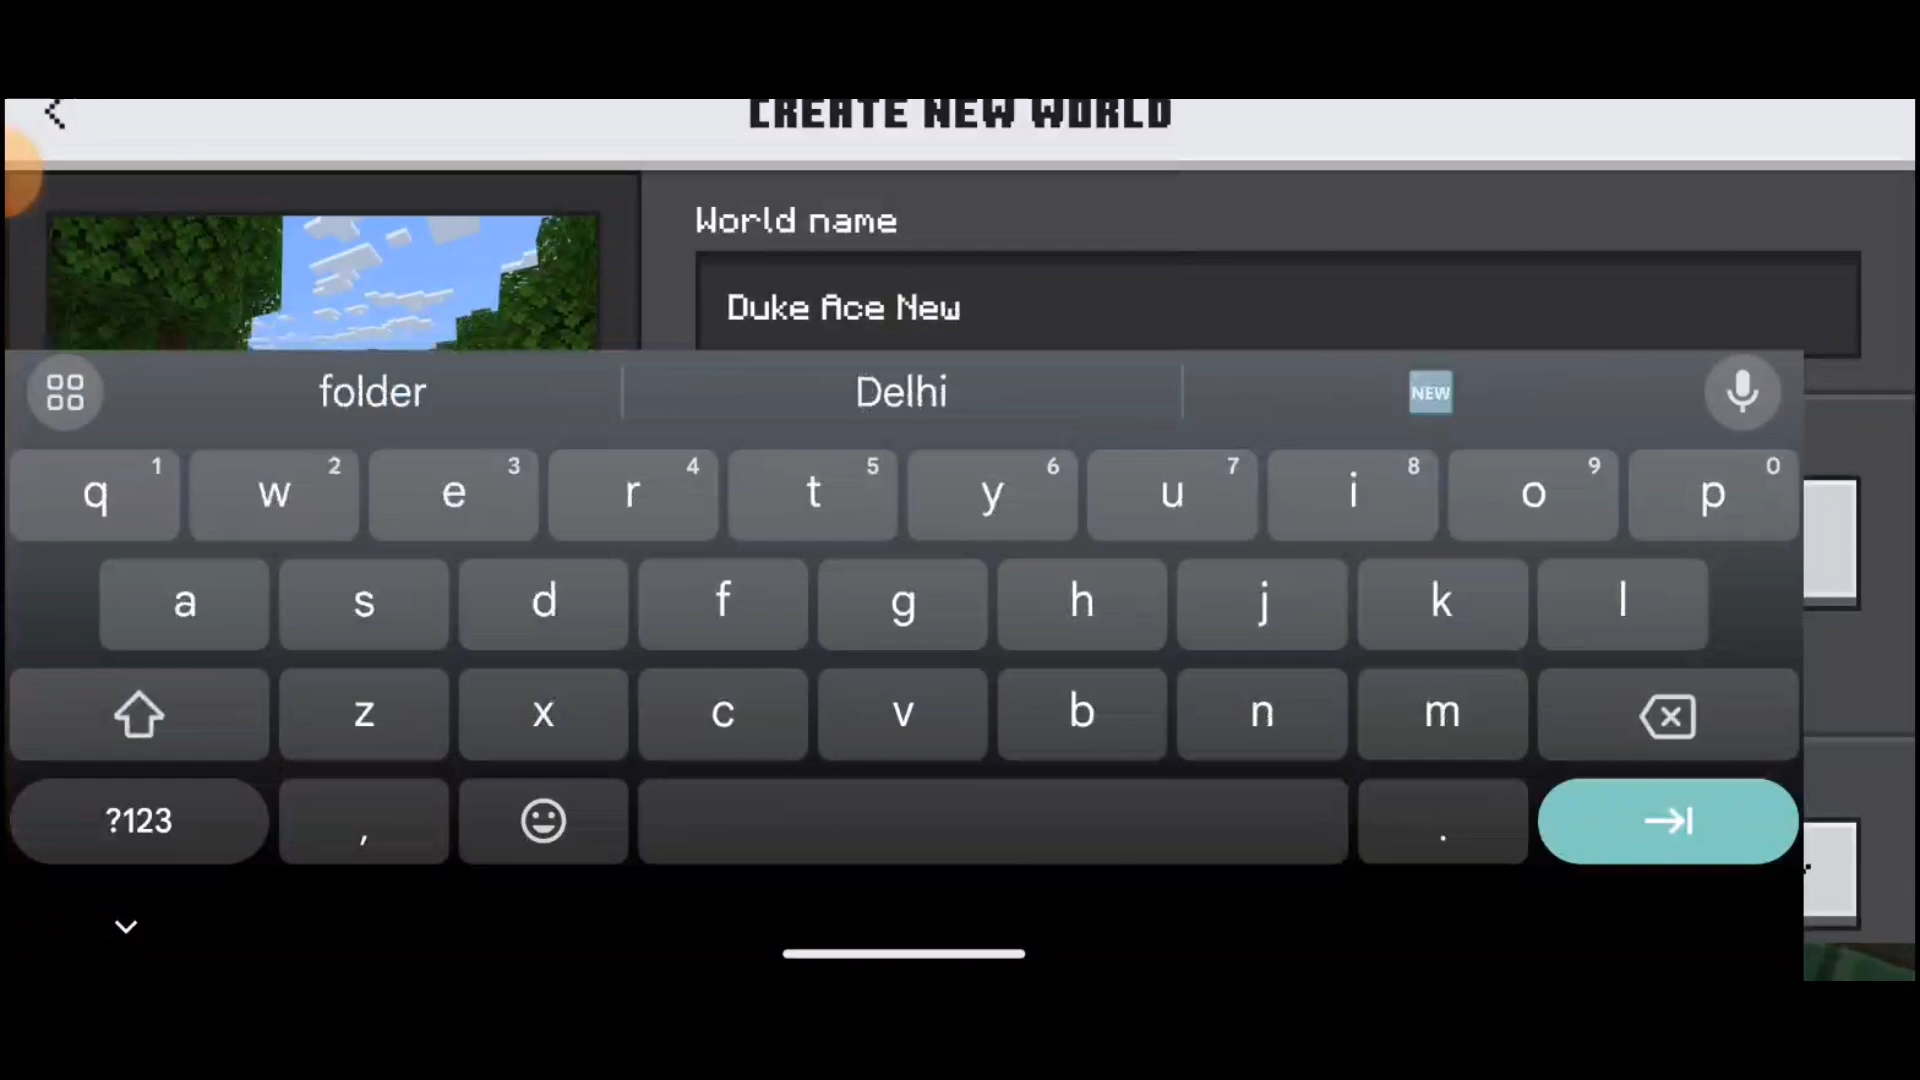 CREATE NEW WORLD
World name
Duke Ace New
folder Delhi NEW
q 1 w 2 e 3 r 4 t 5 y 6 u 7 i 8 o 9 p 0
a s d f g h j k l
z x c v b n m
?123 , .